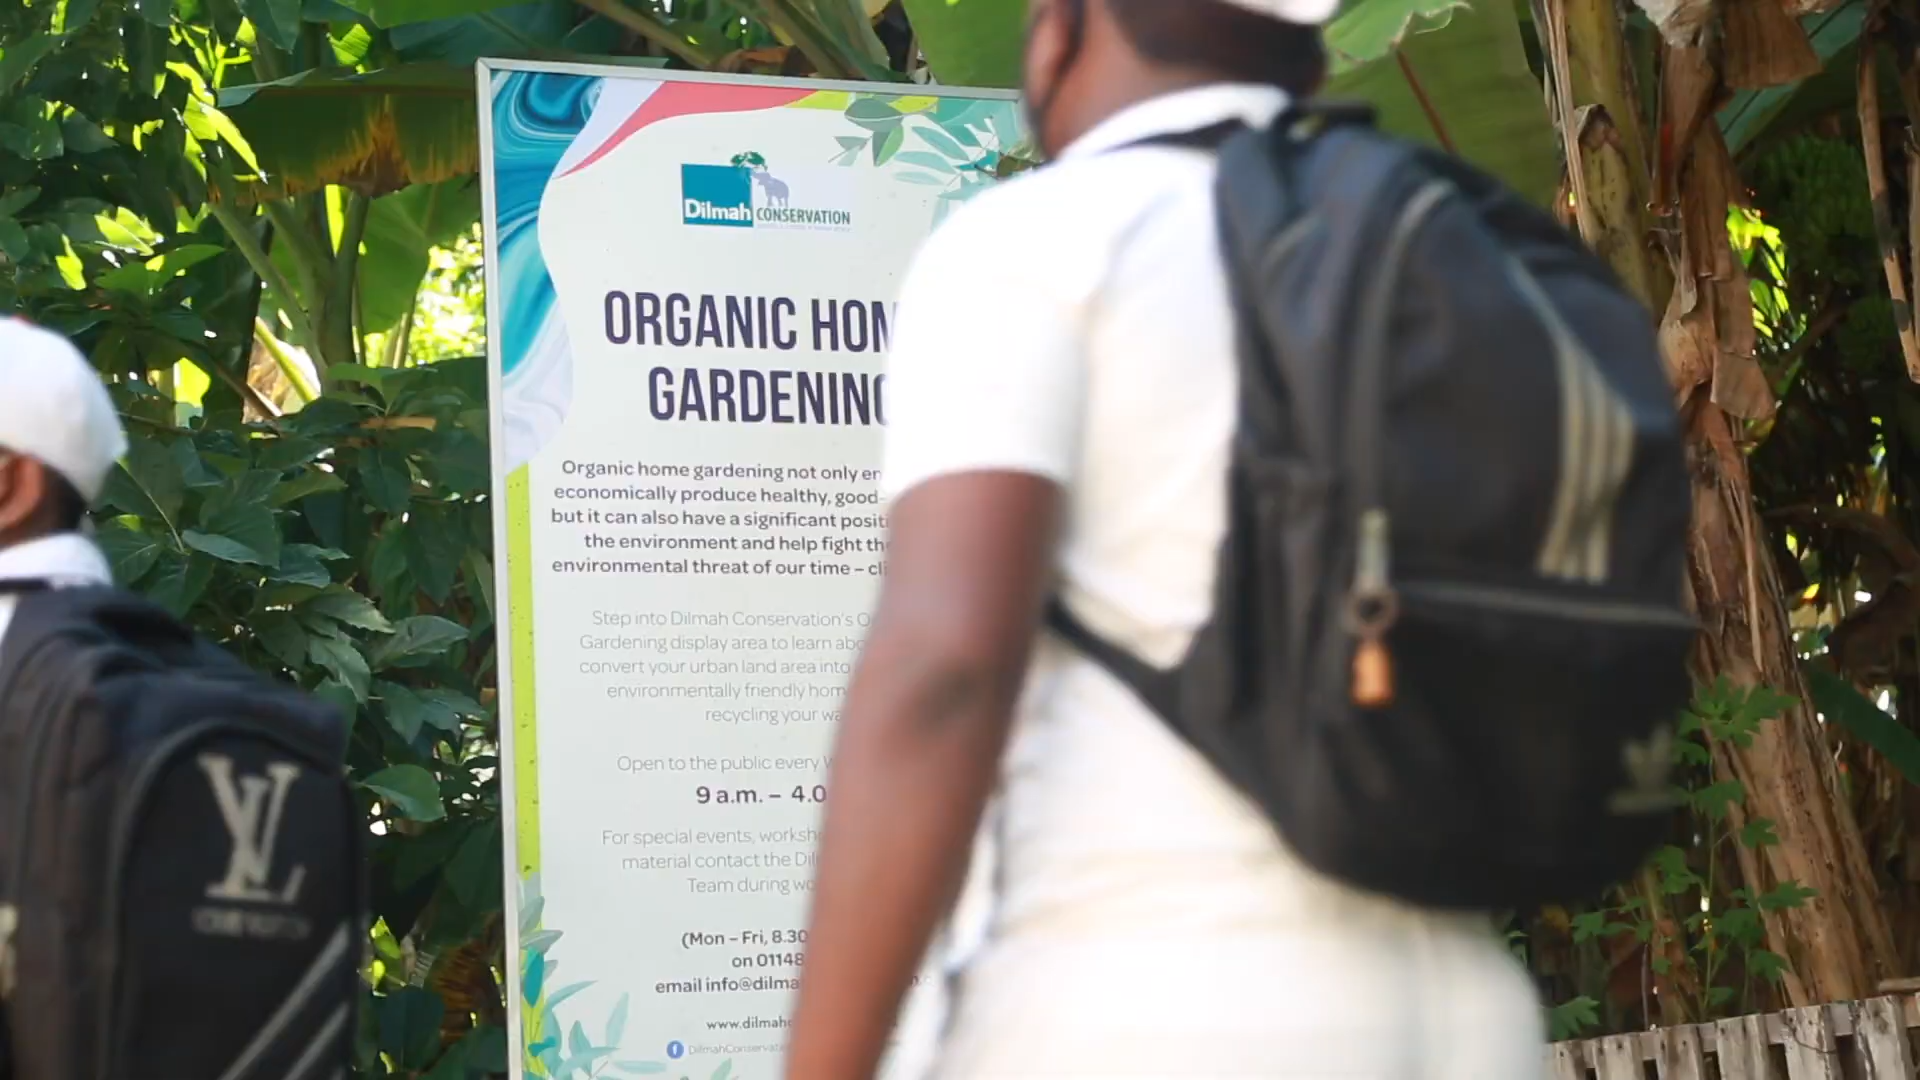 Dilmah CONSERVATION
ORGANIC HOM
GARDENING
Organic home gardening not only en
economically produce healthy, good-
but it can also have a significant positi
the environment and help fight the
environmental threat of our time – cli
Step into Dilmah Conservation's O
Gardening display area to learn abo
convert your urban land area into
environmentally friendly hom
recycling your wa
Open to the public every W
9 a.m. – 4.0
For special events, worksh
material contact the Dil
Team during wo
(Mon – Fri, 8.30
on 01148
email info@dilma
www.dilmahc
DilmahConservati
LV